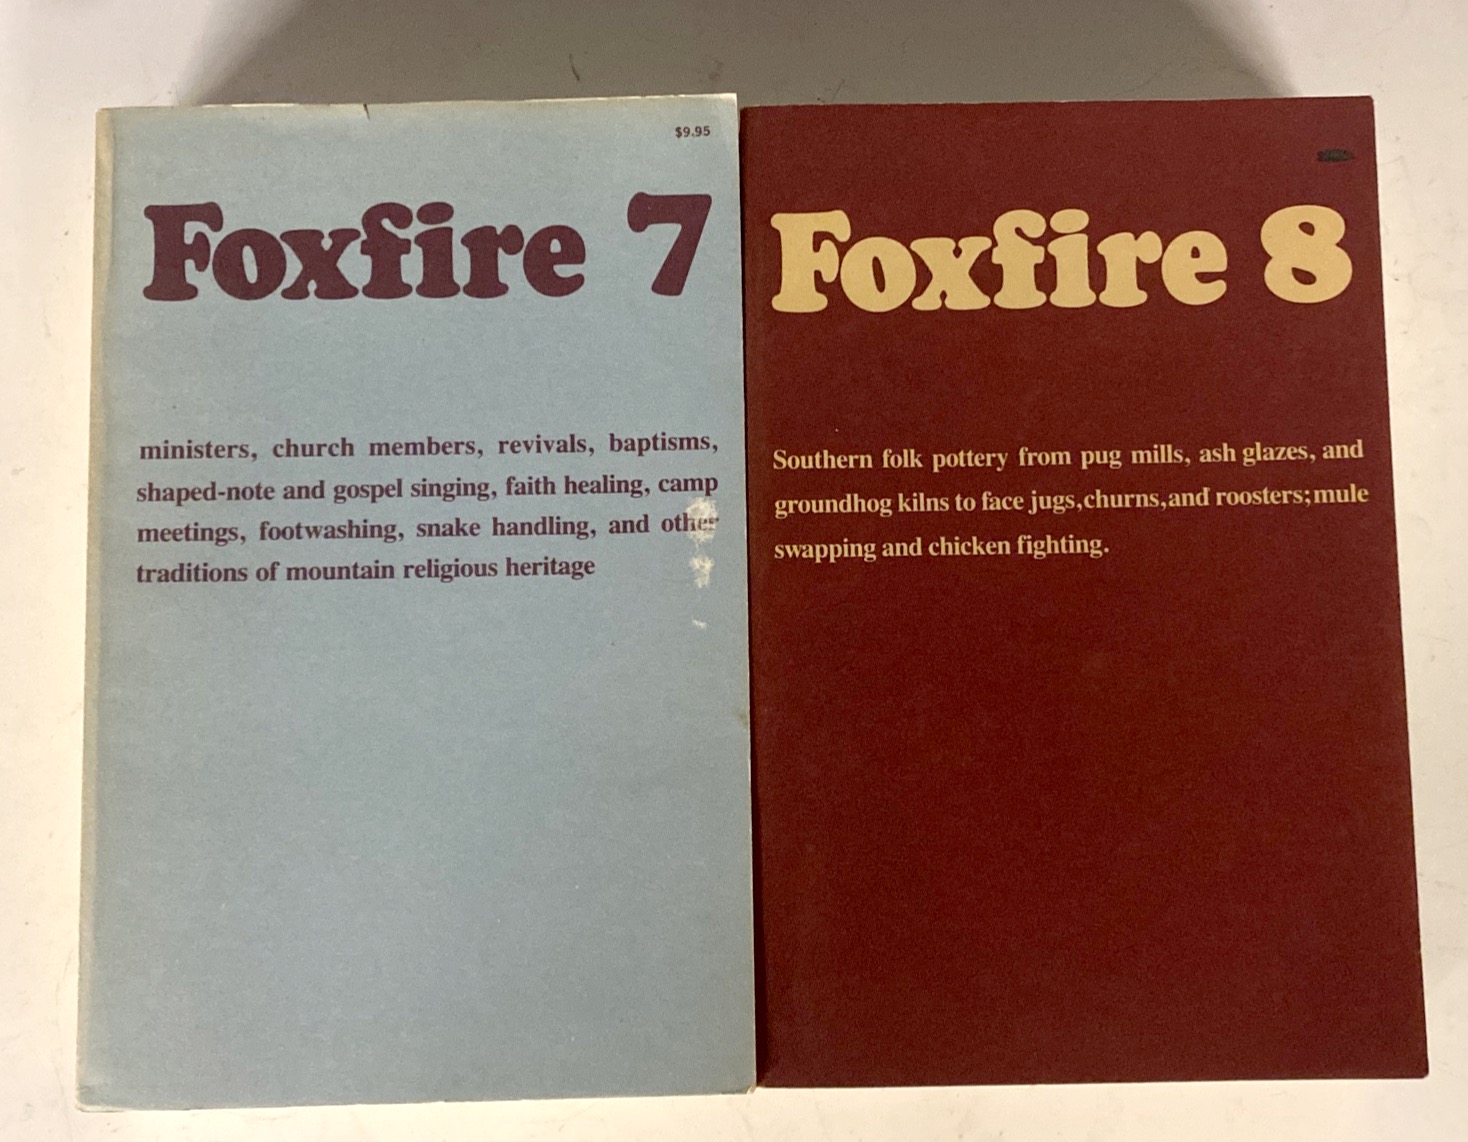 $9.95
Foxfire 7
ministers, church members, revivals, baptisms,
shaped-note and gospel singing, faith healing, camp
meetings, footwashing, snake handling, and other
traditions of mountain religious heritage
Foxfire 8
Southern folk pottery from pug mills, ash glazes, and
groundhog kilns to face jugs, churns, and roosters; mule
swapping and chicken fighting.